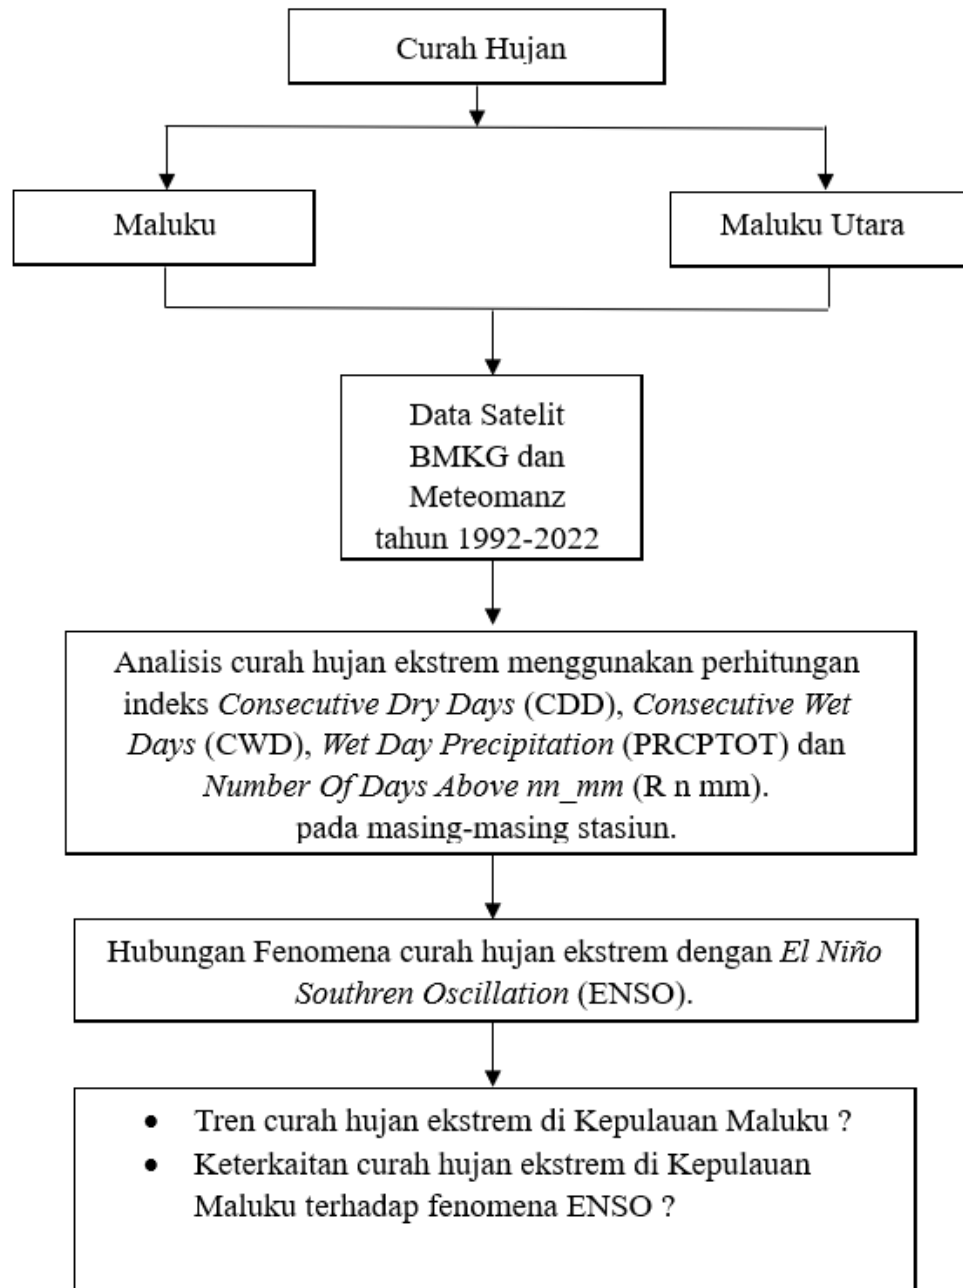 Curah Hujan
Maluku
Maluku Utara
Data Satelit
BMKG dan
Meteomanz
tahun 1992-2022
Analisis curah hujan ekstrem menggunakan perhitungan
indeks Consecutive Dry Days (CDD), Consecutive Wet
Days (CWD), Wet Day Precipitation (PRCPTOT) dan
Number Of Days Above nn_mm (R n mm).
pada masing-masing stasiun.
Hubungan Fenomena curah hujan ekstrem dengan El Niño
Southren Oscillation (ENSO).
• Tren curah hujan ekstrem di Kepulauan Maluku ?
• Keterkaitan curah hujan ekstrem di Kepulauan
Maluku terhadap fenomena ENSO ?